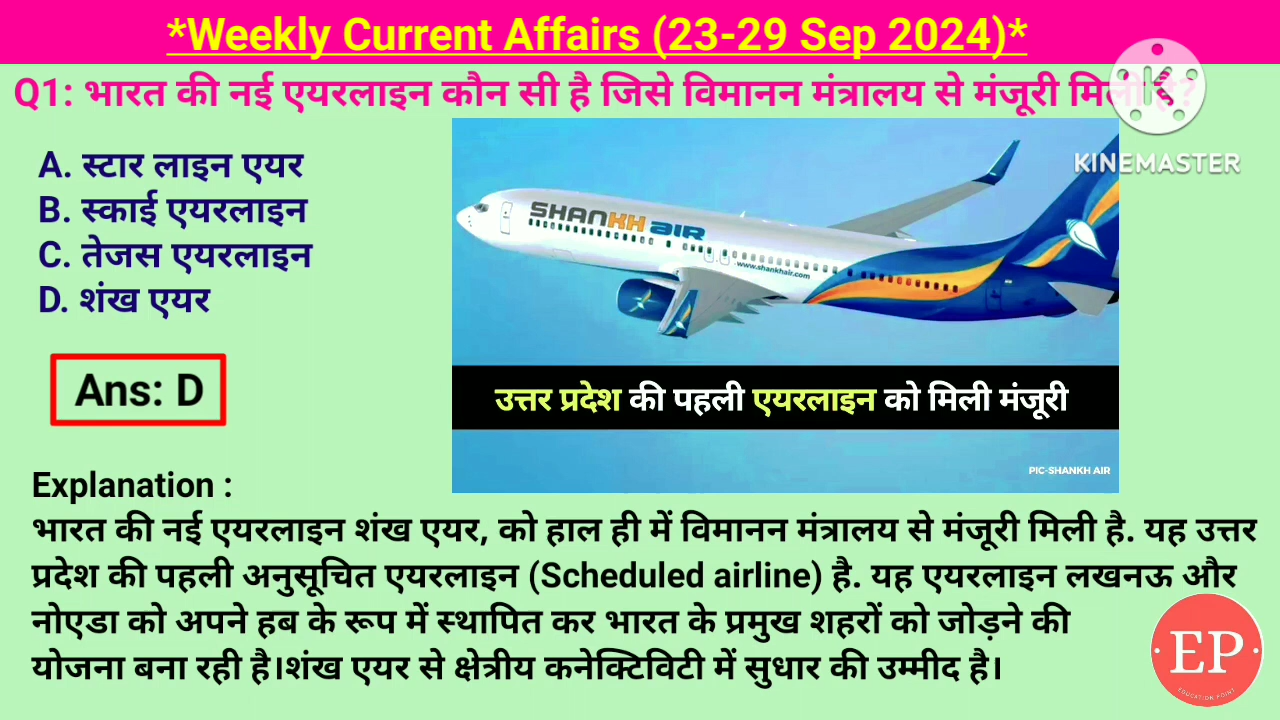 *Weekly Current Affairs (23-29 Sep 2024)*
Q1: भारत की नई एयरलाइन कौन सी है जिसे विमानन मंत्रालय से मंजूरी मिली है?
KINEMASTER
A. स्टार लाइन एयर
B. स्काई एयरलाइन
C. तेजस एयरलाइन
D. शंख एयर
SHANKH AIR
www.shankhair.com
Ans: D
उत्तर प्रदेश की पहली एयरलाइन को मिली मंजूरी
PIC-SHANKH AIR
Explanation :
भारत की नई एयरलाइन शंख एयर, को हाल ही में विमानन मंत्रालय से मंजूरी मिली है. यह उत्तर
प्रदेश की पहली अनुसूचित एयरलाइन (Scheduled airline) है. यह एयरलाइन लखनऊ और
नोएडा को अपने हब के रूप में स्थापित कर भारत के प्रमुख शहरों को जोड़ने की
योजना बना रही है।शंख एयर से क्षेत्रीय कनेक्टिविटी में सुधार की उम्मीद है।
EP
EDUCATION POINT